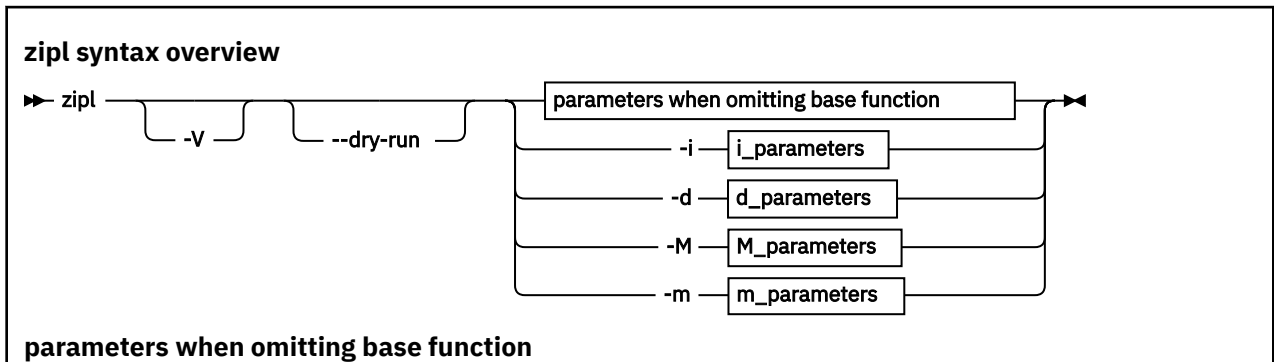 zipl syntax overview
zipl parameters when omitting base function
-V --dry-run
-i i_parameters
-d d_parameters
-M M_parameters
-m m_parameters
parameters when omitting base function